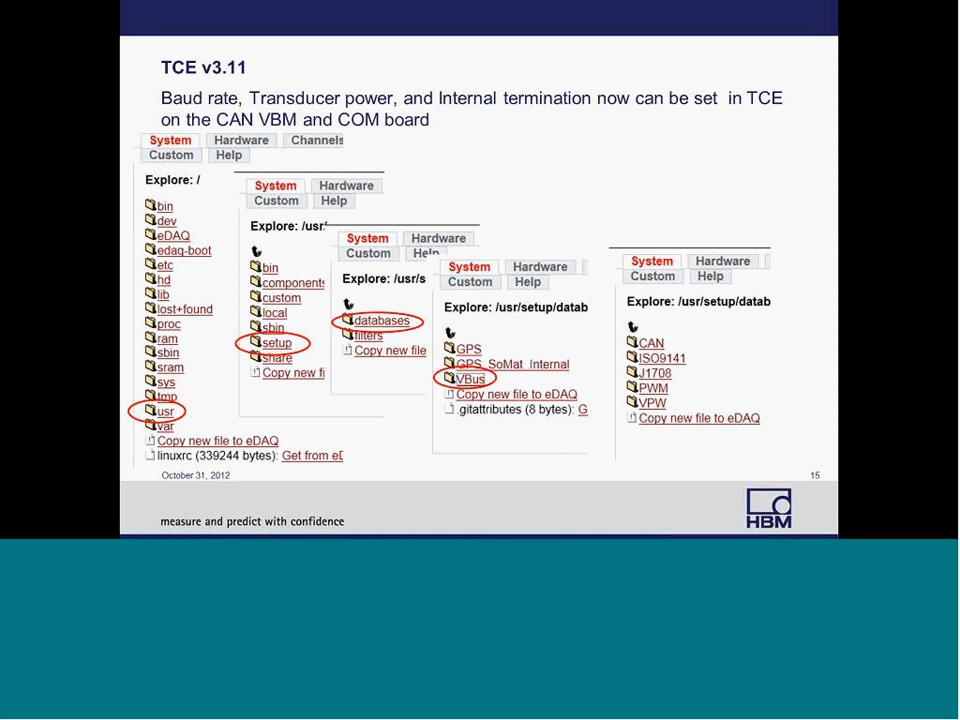 TCE v3.11
Baud rate, Transducer power, and Internal termination now can be set in TCE
on the CAN VBM and COM board
System Hardware Channels
Custom Help
Explore: /
bin
dev
eDAQ
edaq-boot
etc
hd
lib
lost+found
proc
ram
sbin
sram
sys
tmp
usr
var
Copy new file to eDAQ
linuxrc (339244 bytes): Get from eD
System Hardware
Custom Help
Explore: /usr/
bin
components
custom
local
sbin
setup
share
Copy new fi
System Hardware
Custom Help
Explore: /usr/s
databases
filters
Copy new file
System Hardware
Custom Help
Explore: /usr/setup/datab
GPS
GPS_SoMat_Internal
VBus
Copy new file to eDAQ
.gitattributes (8 bytes): G
System Hardware
Custom Help
Explore: /usr/setup/datab
CAN
ISO9141
J1708
PWM
VPW
Copy new file to eDAQ
October 31, 2012
15
measure and predict with confidence
HBM